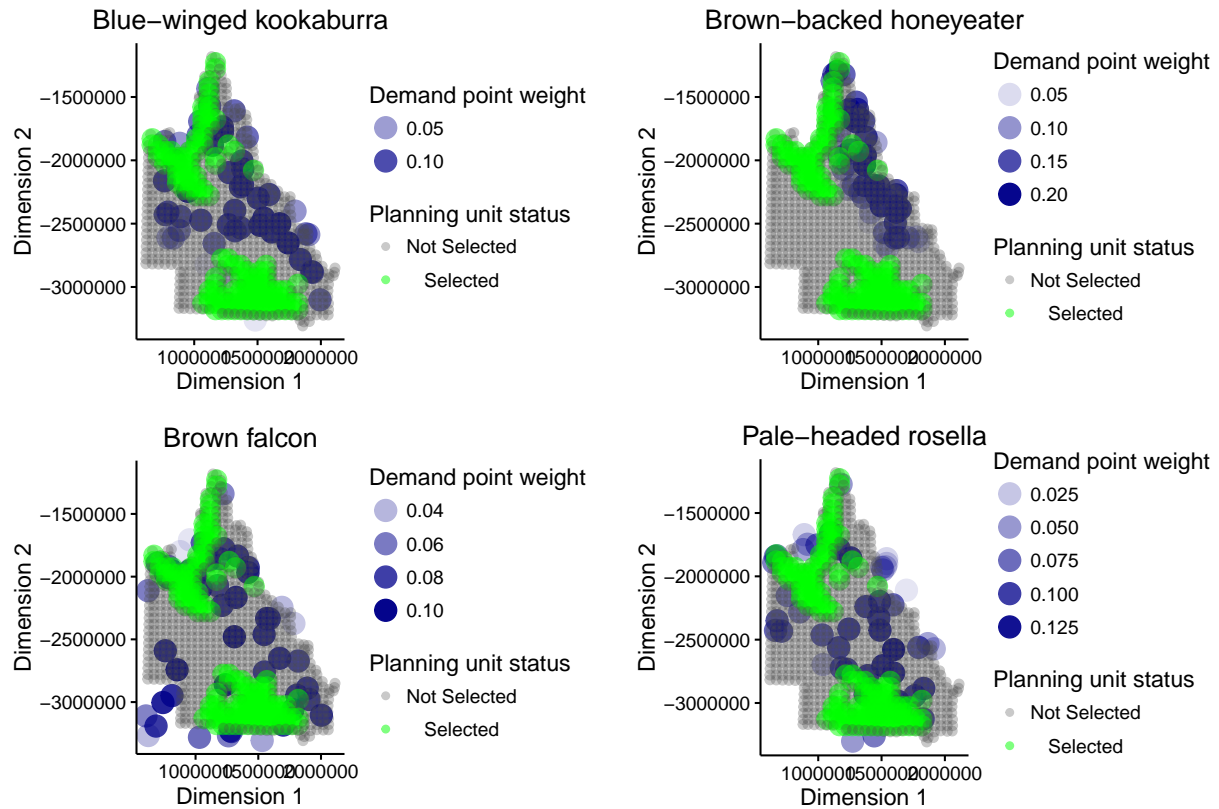 Blue−winged kookaburra
−1500000
−2000000
−2500000
−3000000
Dimension 2
1000000
1500000
2000000
Dimension 1
Demand point weight
0.05
0.10
Planning unit status
Not Selected
Selected
Brown−backed honeyeater
−1500000
−2000000
−2500000
−3000000
Dimension 2
1000000
1500000
2000000
Dimension 1
Demand point weight
0.05
0.10
0.15
0.20
Planning unit status
Not Selected
Selected
Brown falcon
−1500000
−2000000
−2500000
−3000000
Dimension 2
1000000
1500000
2000000
Dimension 1
Demand point weight
0.04
0.06
0.08
0.10
Planning unit status
Not Selected
Selected
Pale−headed rosella
−1500000
−2000000
−2500000
−3000000
Dimension 2
1000000
1500000
2000000
Dimension 1
Demand point weight
0.025
0.050
0.075
0.100
0.125
Planning unit status
Not Selected
Selected